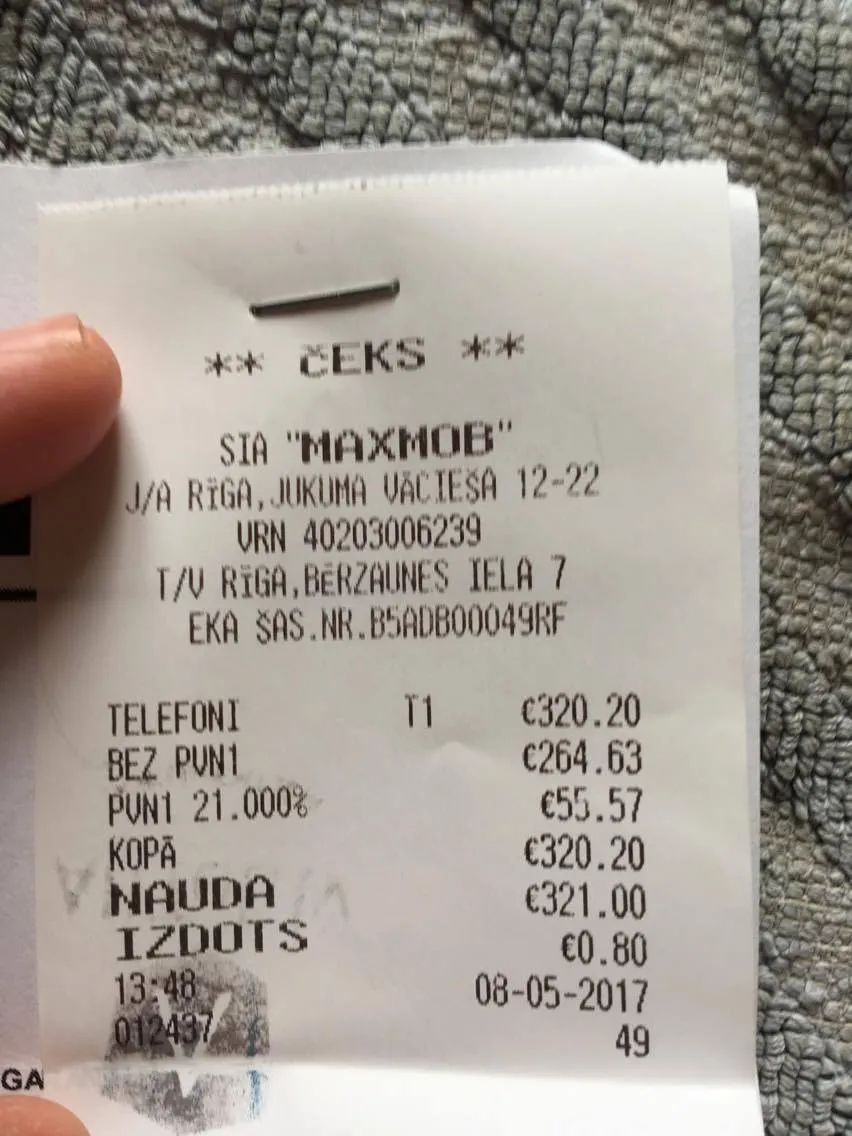 ** ČEKS **
SIA "MAXMOB"
J/A RĪGA,JUKUMA VĀCIEŠA 12-22
VRN 40203006239
T/V RĪGA,BĒRZAUNES IELA 7
EKA ŠAS.NR.B5ADB00049RF
TELEFONI T1 €320.20
BEZ PVN1 €264.63
PVN1 21.000% €55.57
KOPĀ €320.20
NAUDA €321.00
IZDOTS €0.80
13:48 08-05-2017
012437 49
GA